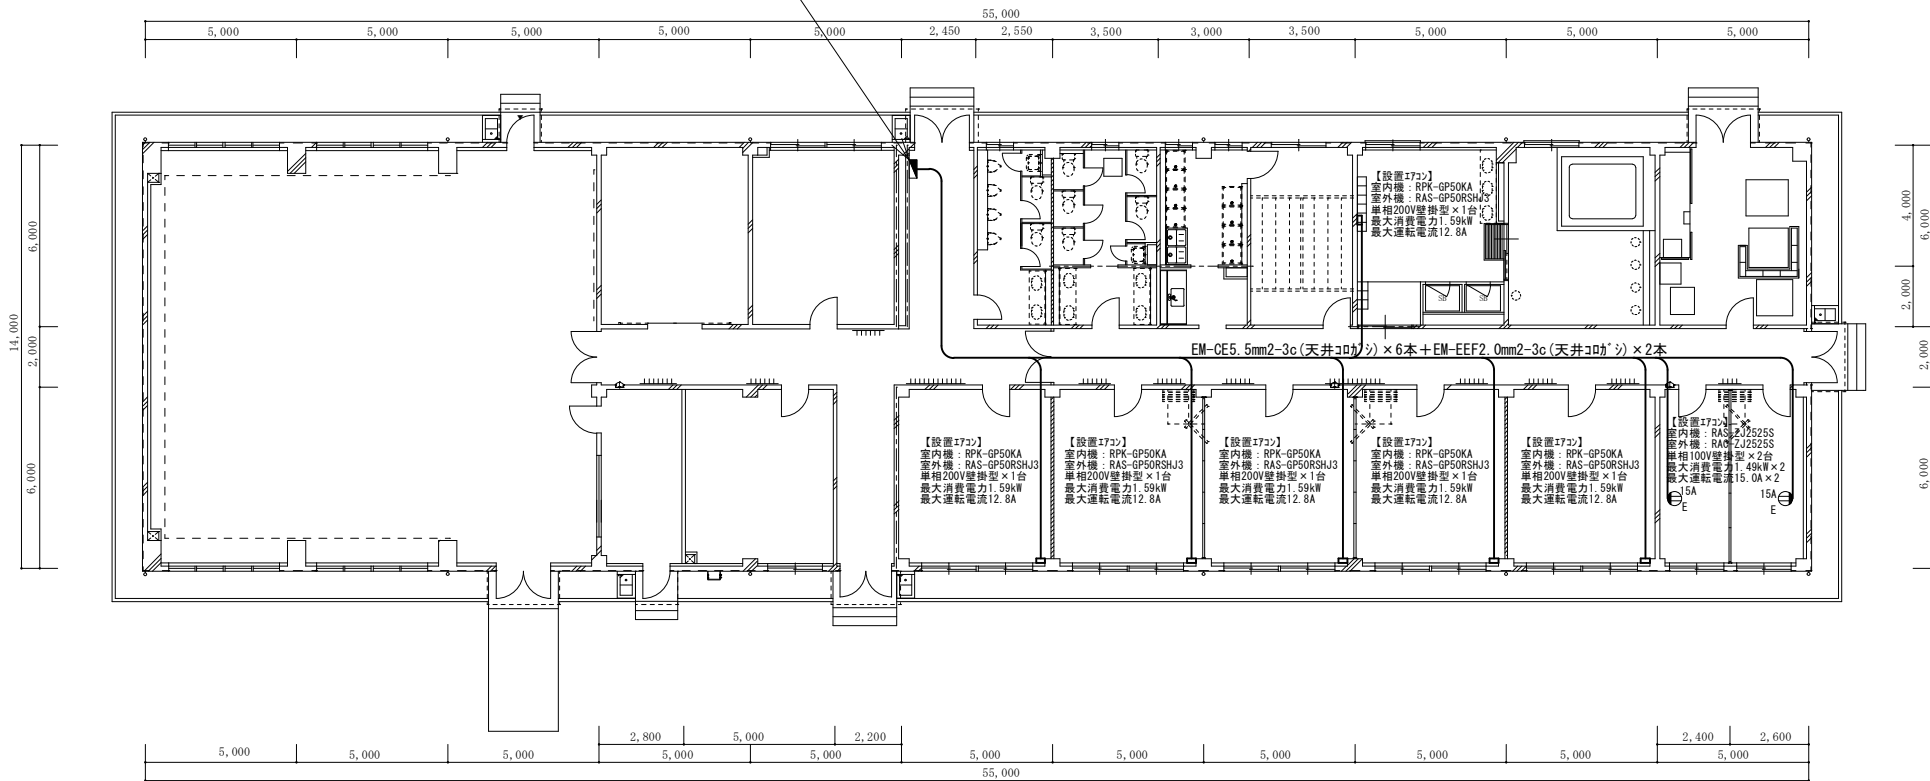 55,000
5,000
5,000
5,000
5,000
5,000
2,450
2,550
3,500
3,000
3,500
5,000
5,000
5,000
14,000
6,000
2,000
6,000
4,000
2,000
6,000
2,000
6,000
【設置エアコン】
室内機：RPK-GP50KA
室外機：RAS-GP50RSHJ3
単相200V壁掛型×1台
最大消費電力1.59kW
最大運転電流12.8A
SB
SB
EM-CE5.5mm2-3c(天井コロガシ)×6本＋EM-EEF2.0mm2-3c(天井コロガシ)×2本
【設置エアコン】
室内機：RPK-GP50KA
室外機：RAS-GP50RSHJ3
単相200V壁掛型×1台
最大消費電力1.59kW
最大運転電流12.8A
【設置エアコン】
室内機：RPK-GP50KA
室外機：RAS-GP50RSHJ3
単相200V壁掛型×1台
最大消費電力1.59kW
最大運転電流12.8A
【設置エアコン】
室内機：RPK-GP50KA
室外機：RAS-GP50RSHJ3
単相200V壁掛型×1台
最大消費電力1.59kW
最大運転電流12.8A
【設置エアコン】
室内機：RPK-GP50KA
室外機：RAS-GP50RSHJ3
単相200V壁掛型×1台
最大消費電力1.59kW
最大運転電流12.8A
【設置エアコン】
室内機：RPK-GP50KA
室外機：RAS-GP50RSHJ3
単相200V壁掛型×1台
最大消費電力1.59kW
最大運転電流12.8A
【設置エアコン】
室内機：RAS-ZJ2525S
室外機：RAC-ZJ2525S
単相100V壁掛型×2台
最大消費電力1.49kW×2
最大運転電流15.0A×2
15A
E
15A
E
2,800
5,000
2,200
2,400
2,600
5,000
5,000
5,000
5,000
5,000
5,000
5,000
5,000
5,000
5,000
5,000
55,000